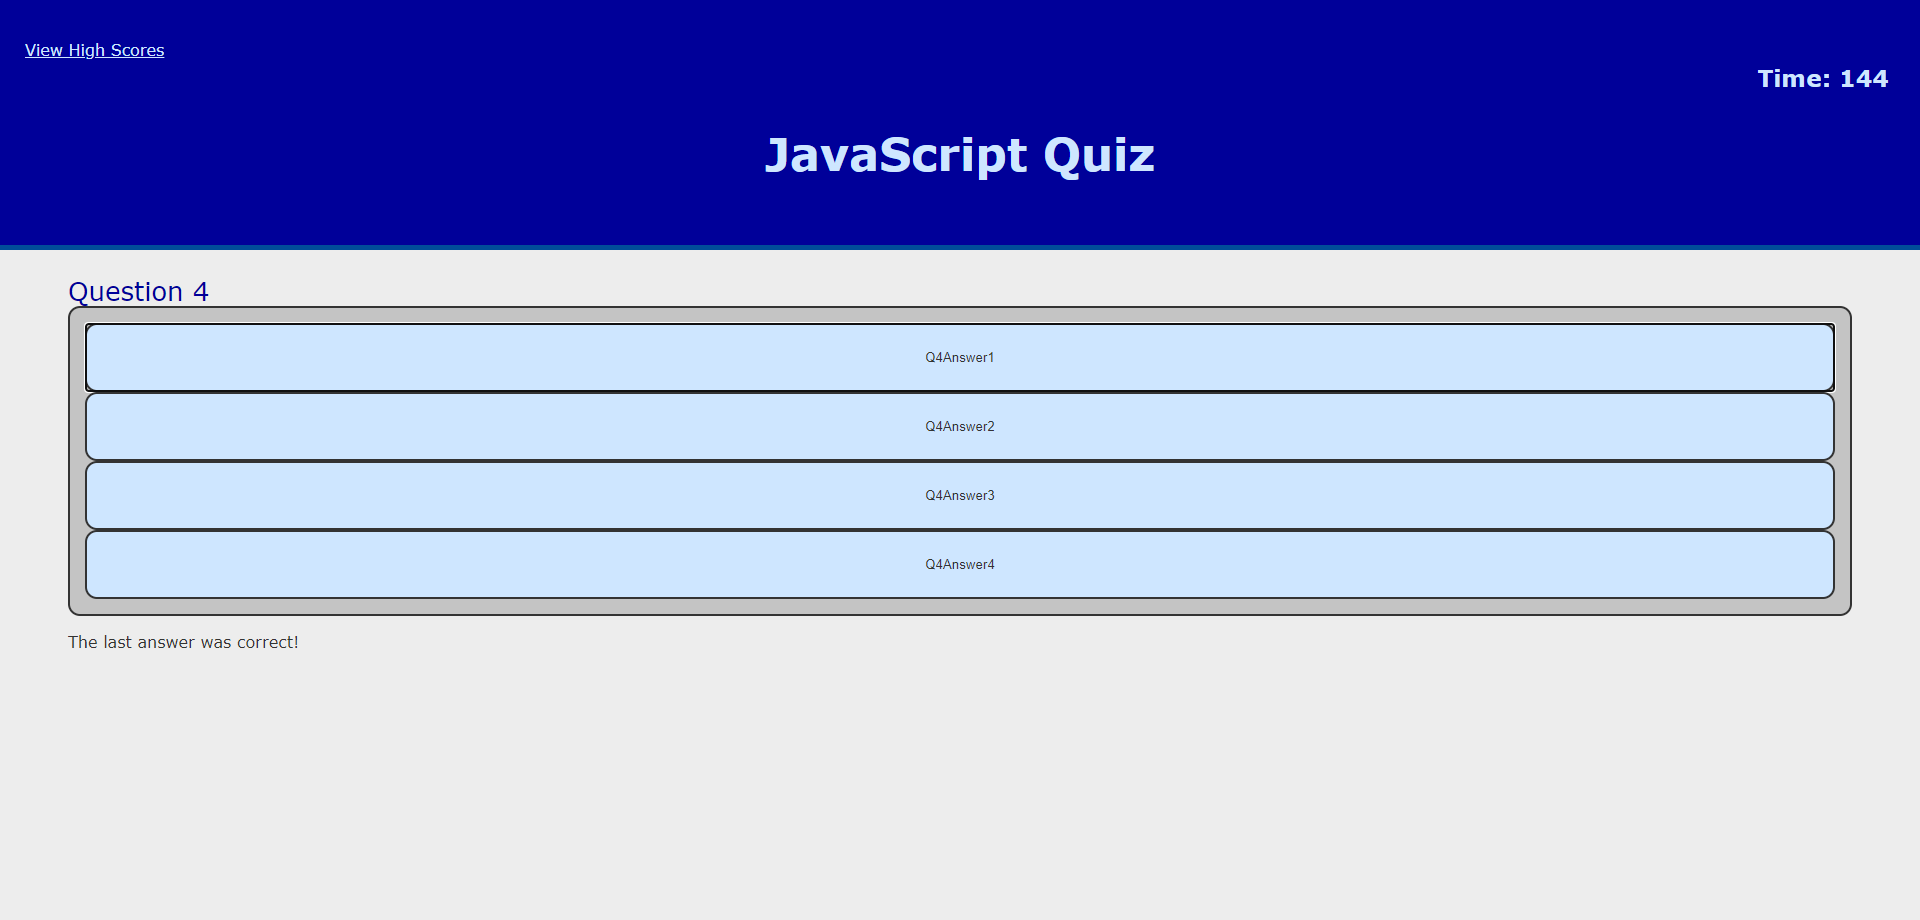 View High Scores
Time: 144
JavaScript Quiz
Question 4
Q4Answer1
Q4Answer2
Q4Answer3
Q4Answer4
The last answer was correct!